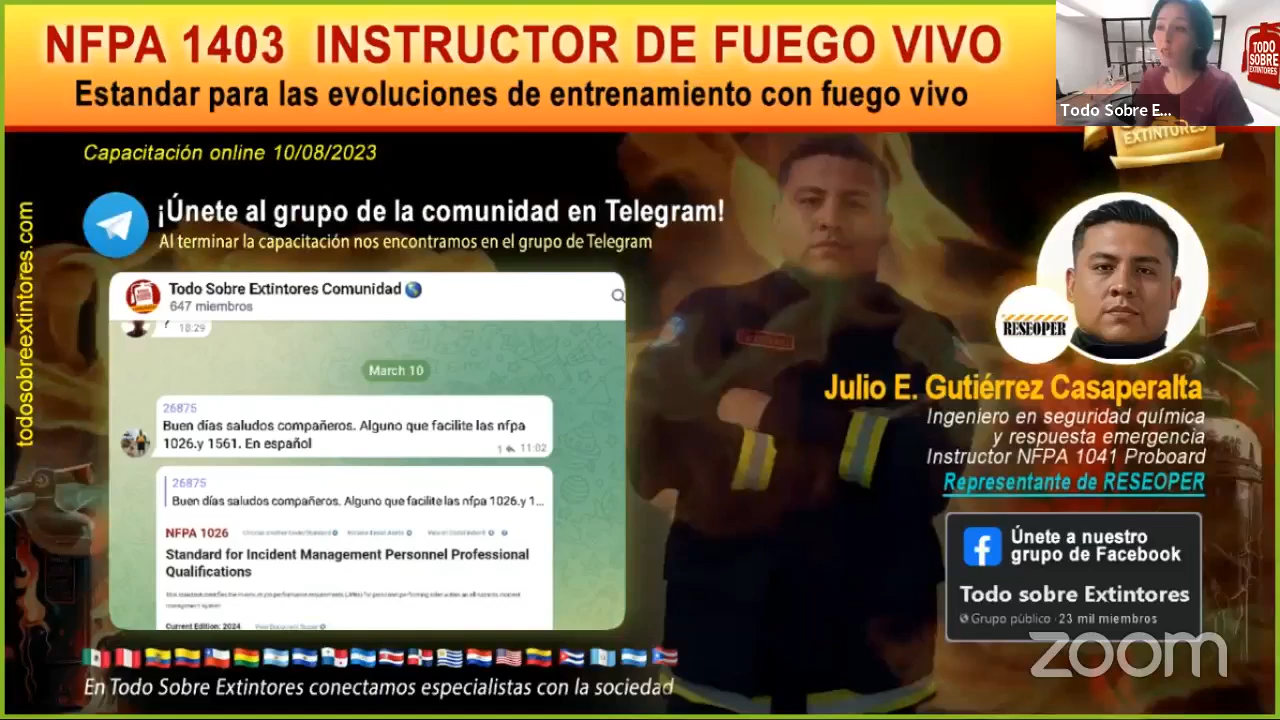 NFPA 1403 INSTRUCTOR DE FUEGO VIVO
Estandar para las evoluciones de entrenamiento con fuego vivo
TODO
SOBRE
EXTINTORES
Todo Sobre E...
EXTINTORES
Capacitación online 10/08/2023
todosobreextintores.com
¡Únete al grupo de la comunidad en Telegram!
Al terminar la capacitación nos encontramos en el grupo de Telegram
Todo Sobre Extintores Comunidad
647 miembros
18:29
March 10
26875
Buen días saludos compañeros. Alguno que facilite las nfpa
1026.y 1561. En español
1 11:02
26875
Buen días saludos compañeros. Alguno que facilite las nfpa 1026.y 1...
NFPA 1026
Standard for Incident Management Personnel Professional
Qualifications
Current Edition: 2024
RESEOPER
Julio E. Gutiérrez Casaperalta
Ingeniero en seguridad química
y respuesta emergencia
Instructor NFPA 1041 Proboard
Representante de RESEOPER
Únete a nuestro
grupo de Facebook
Todo sobre Extintores
Grupo público · 23 mil miembros
zoom
En Todo Sobre Extintores conectamos especialistas con la sociedad